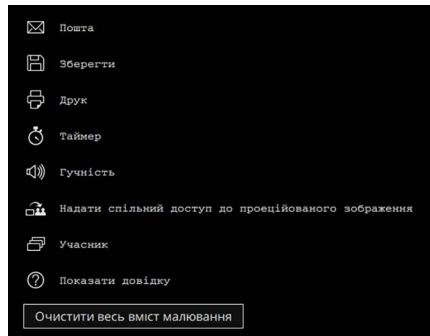 Пошта
Зберегти
Друк
Таймер
Гучність
Надати спільний доступ до проеційованого зображення
Учасник
Показати довідку
Очистити весь вміст малювання